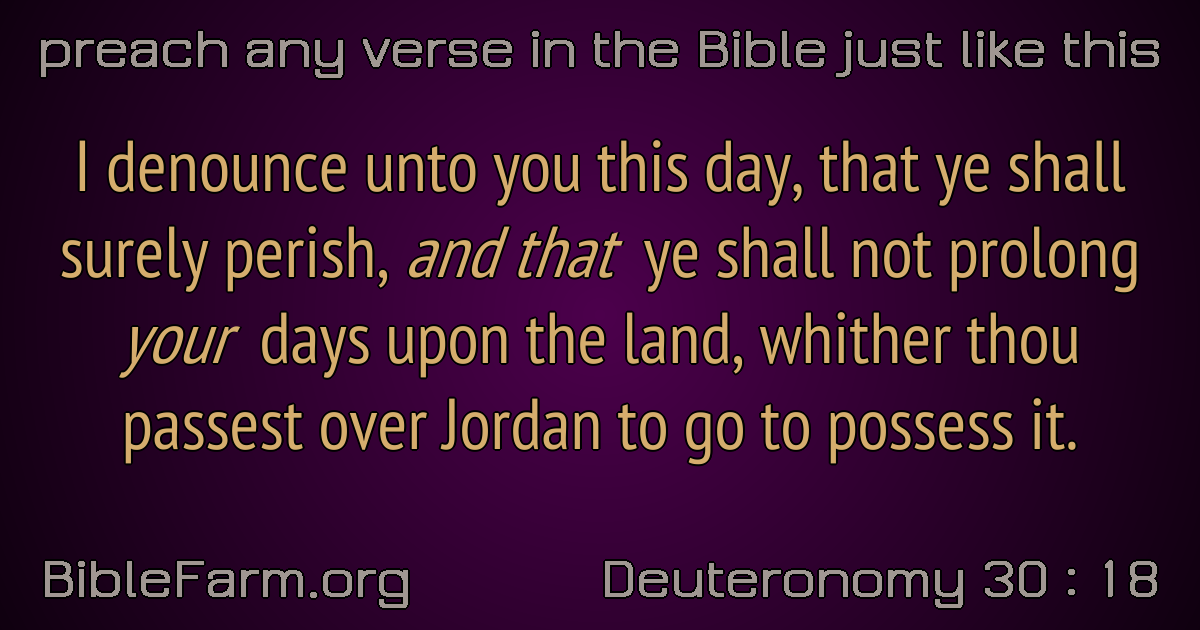 preach any verse in the Bible just like this
I denounce unto you this day, that ye shall
surely perish, and that ye shall not prolong
your days upon the land, whither thou
passest over Jordan to go to possess it.
BibleFarm.org
Deuteronomy 30 : 18